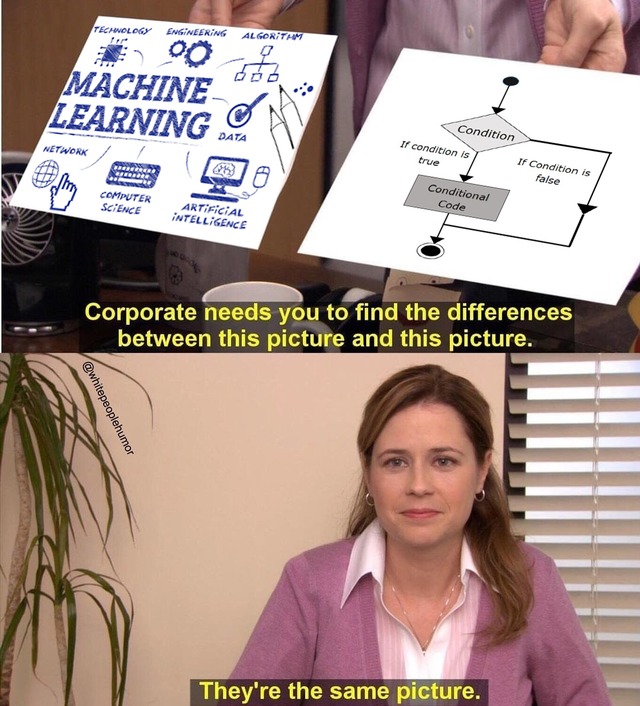 TECHNOLOGY
ENGINEERING
ALGORITHM
MACHINE
LEARNING
DATA
NETWORK
COMPUTER
SCIENCE
ARTIFICIAL
INTELLIGENCE
Condition
If condition is
true
If Condition is
false
Conditional
Code
Corporate needs you to find the differences
between this picture and this picture.
@whitepeoplehumor
They're the same picture.